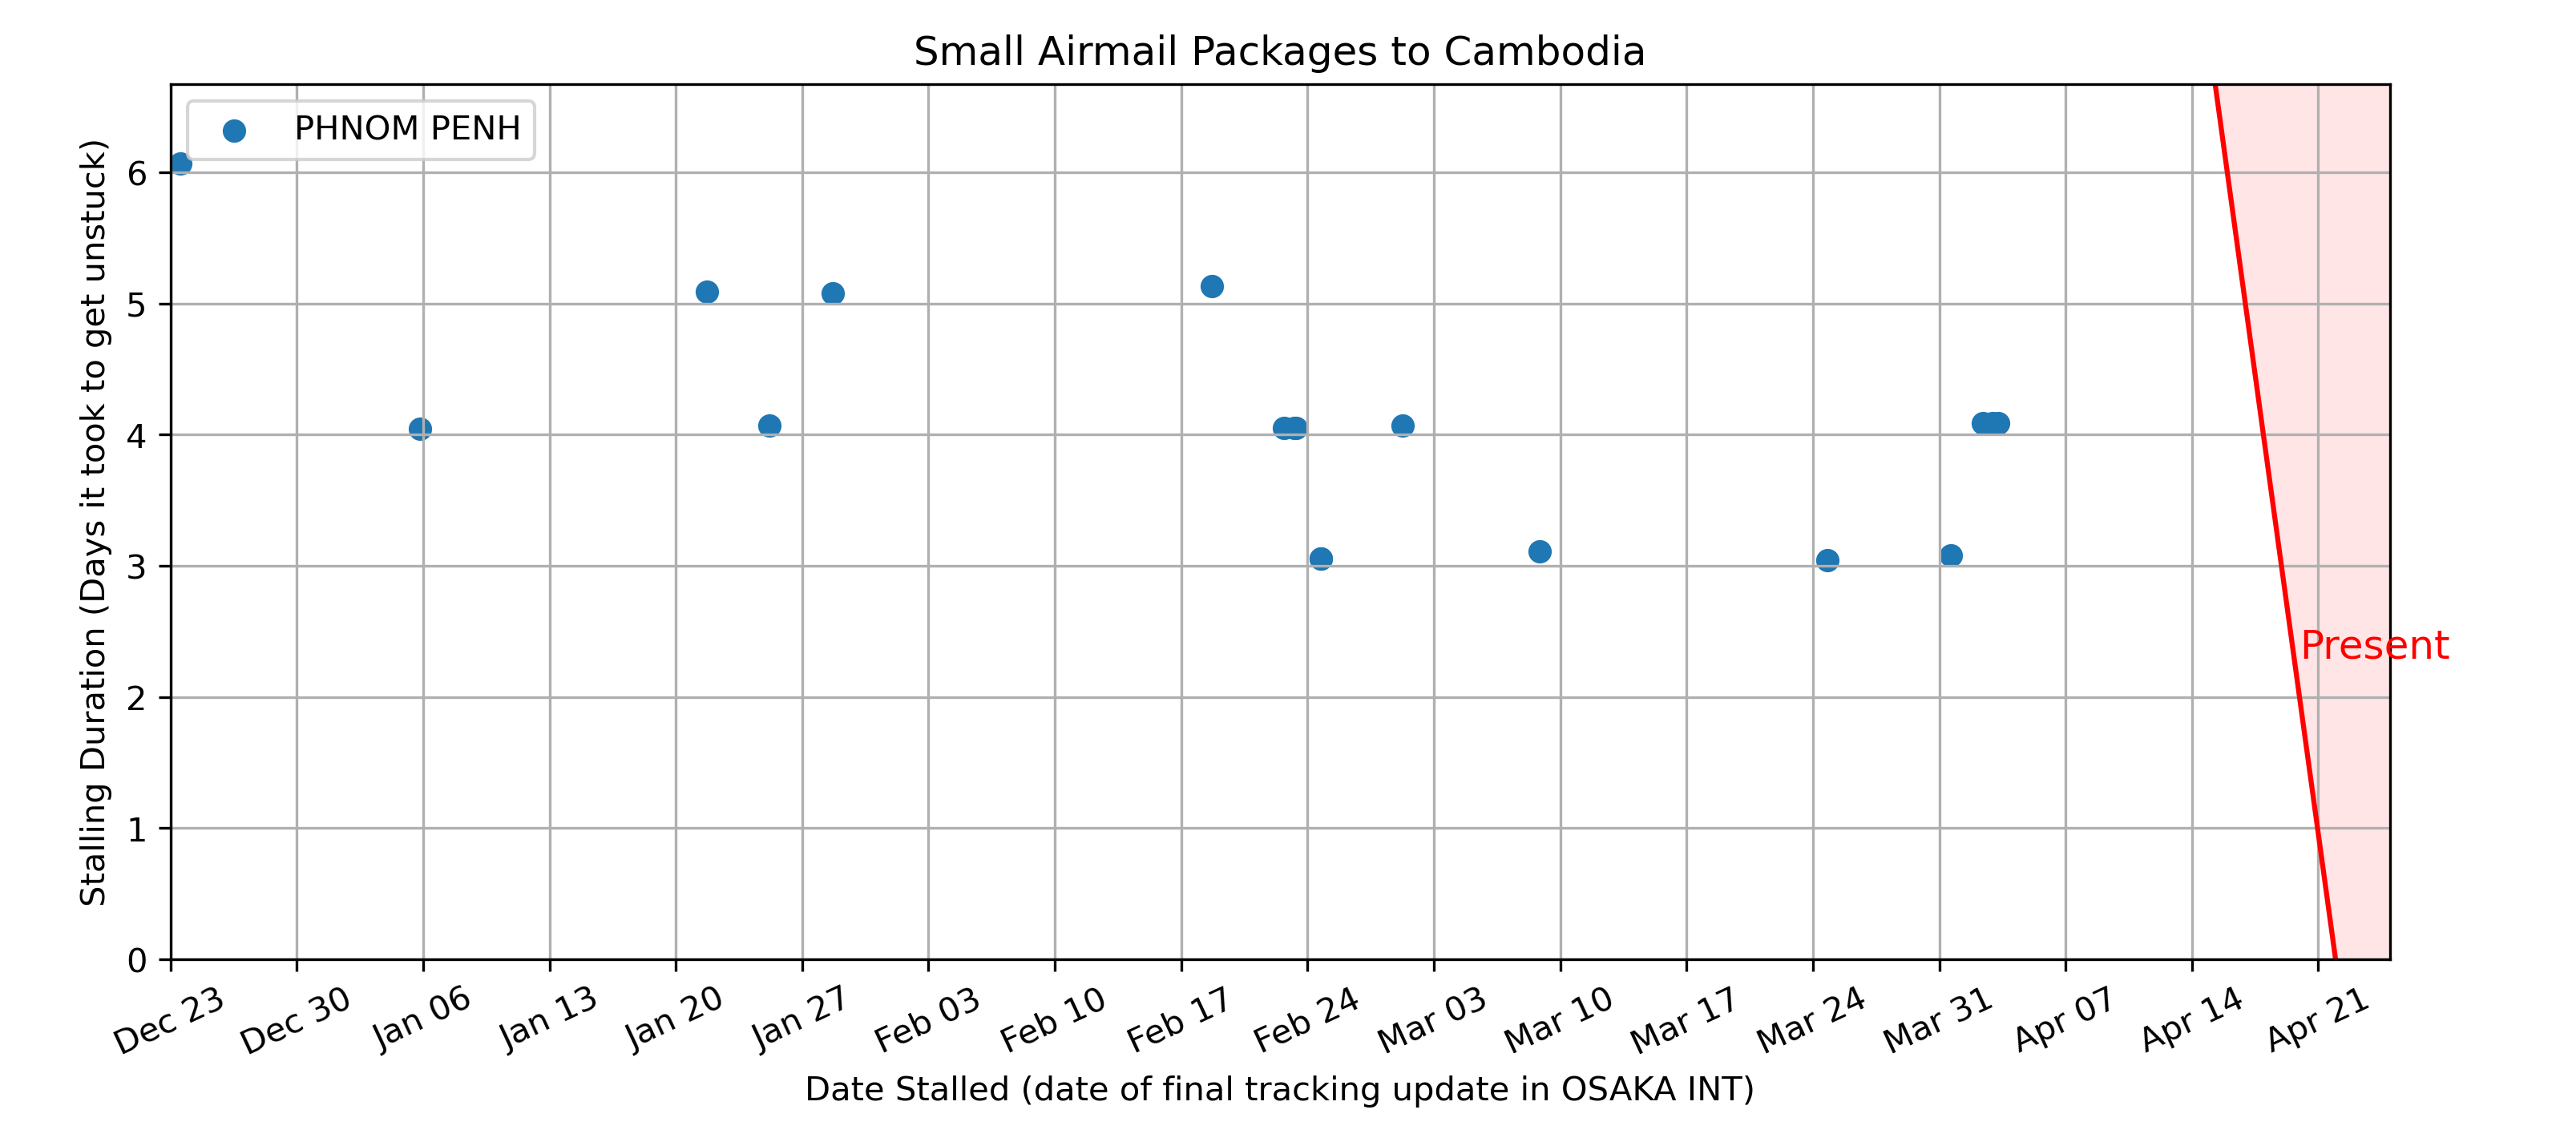 Small Airmail Packages to Cambodia
PHNOM PENH
Stalling Duration (Days it took to get unstuck)
6
5
4
3
2
1
0
Present
Dec 23
Dec 30
Jan 06
Jan 13
Jan 20
Jan 27
Feb 03
Feb 10
Feb 17
Feb 24
Mar 03
Mar 10
Mar 17
Mar 24
Mar 31
Apr 07
Apr 14
Apr 21
Date Stalled (date of final tracking update in OSAKA INT)